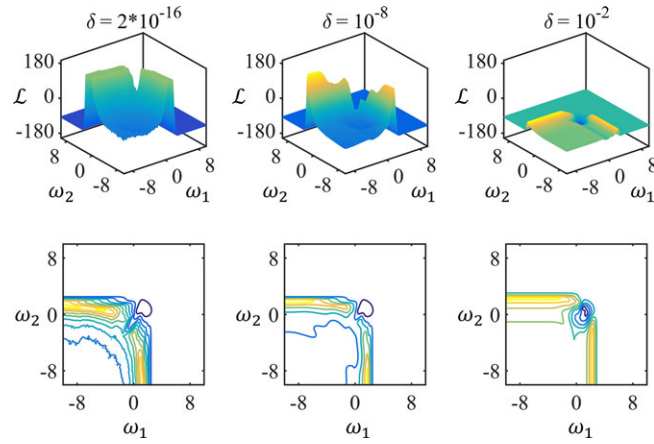 δ = 2*10⁻¹⁶ δ = 10⁻⁸ δ = 10⁻²
180 180 180
ℒ 0 ℒ 0 ℒ 0
-180 -180 -180
8 8 8 8 8 8
0 0 0 0 0 0
ω₂ -8 -8 ω₁ ω₂ -8 -8 ω₁ ω₂ -8 -8 ω₁
8 8 8
ω₂ 0 ω₂ 0 ω₂ 0
-8 -8 -8
-8 0 8 -8 0 8 -8 0 8
ω₁ ω₁ ω₁